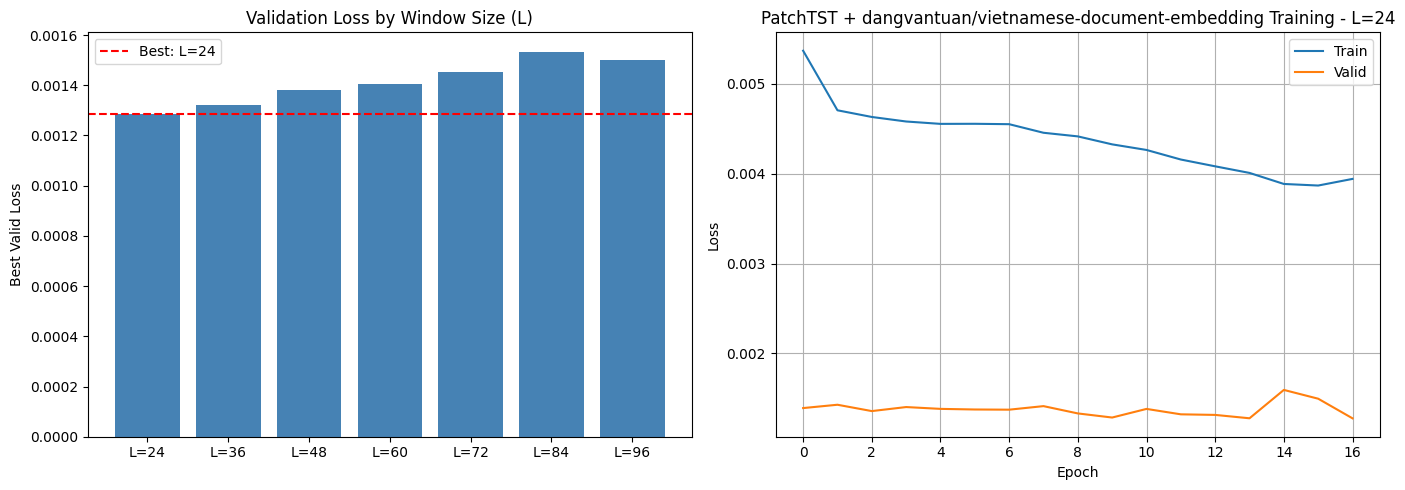 Validation Loss by Window Size (L)
Best: L=24
Best Valid Loss
0.0016
0.0014
0.0012
0.0010
0.0008
0.0006
0.0004
0.0002
0.0000
L=24 L=36 L=48 L=60 L=72 L=84 L=96
PatchTST + dangvantuan/vietnamese-document-embedding Training - L=24
Train
Valid
Loss
0.005
0.004
0.003
0.002
0 2 4 6 8 10 12 14 16
Epoch